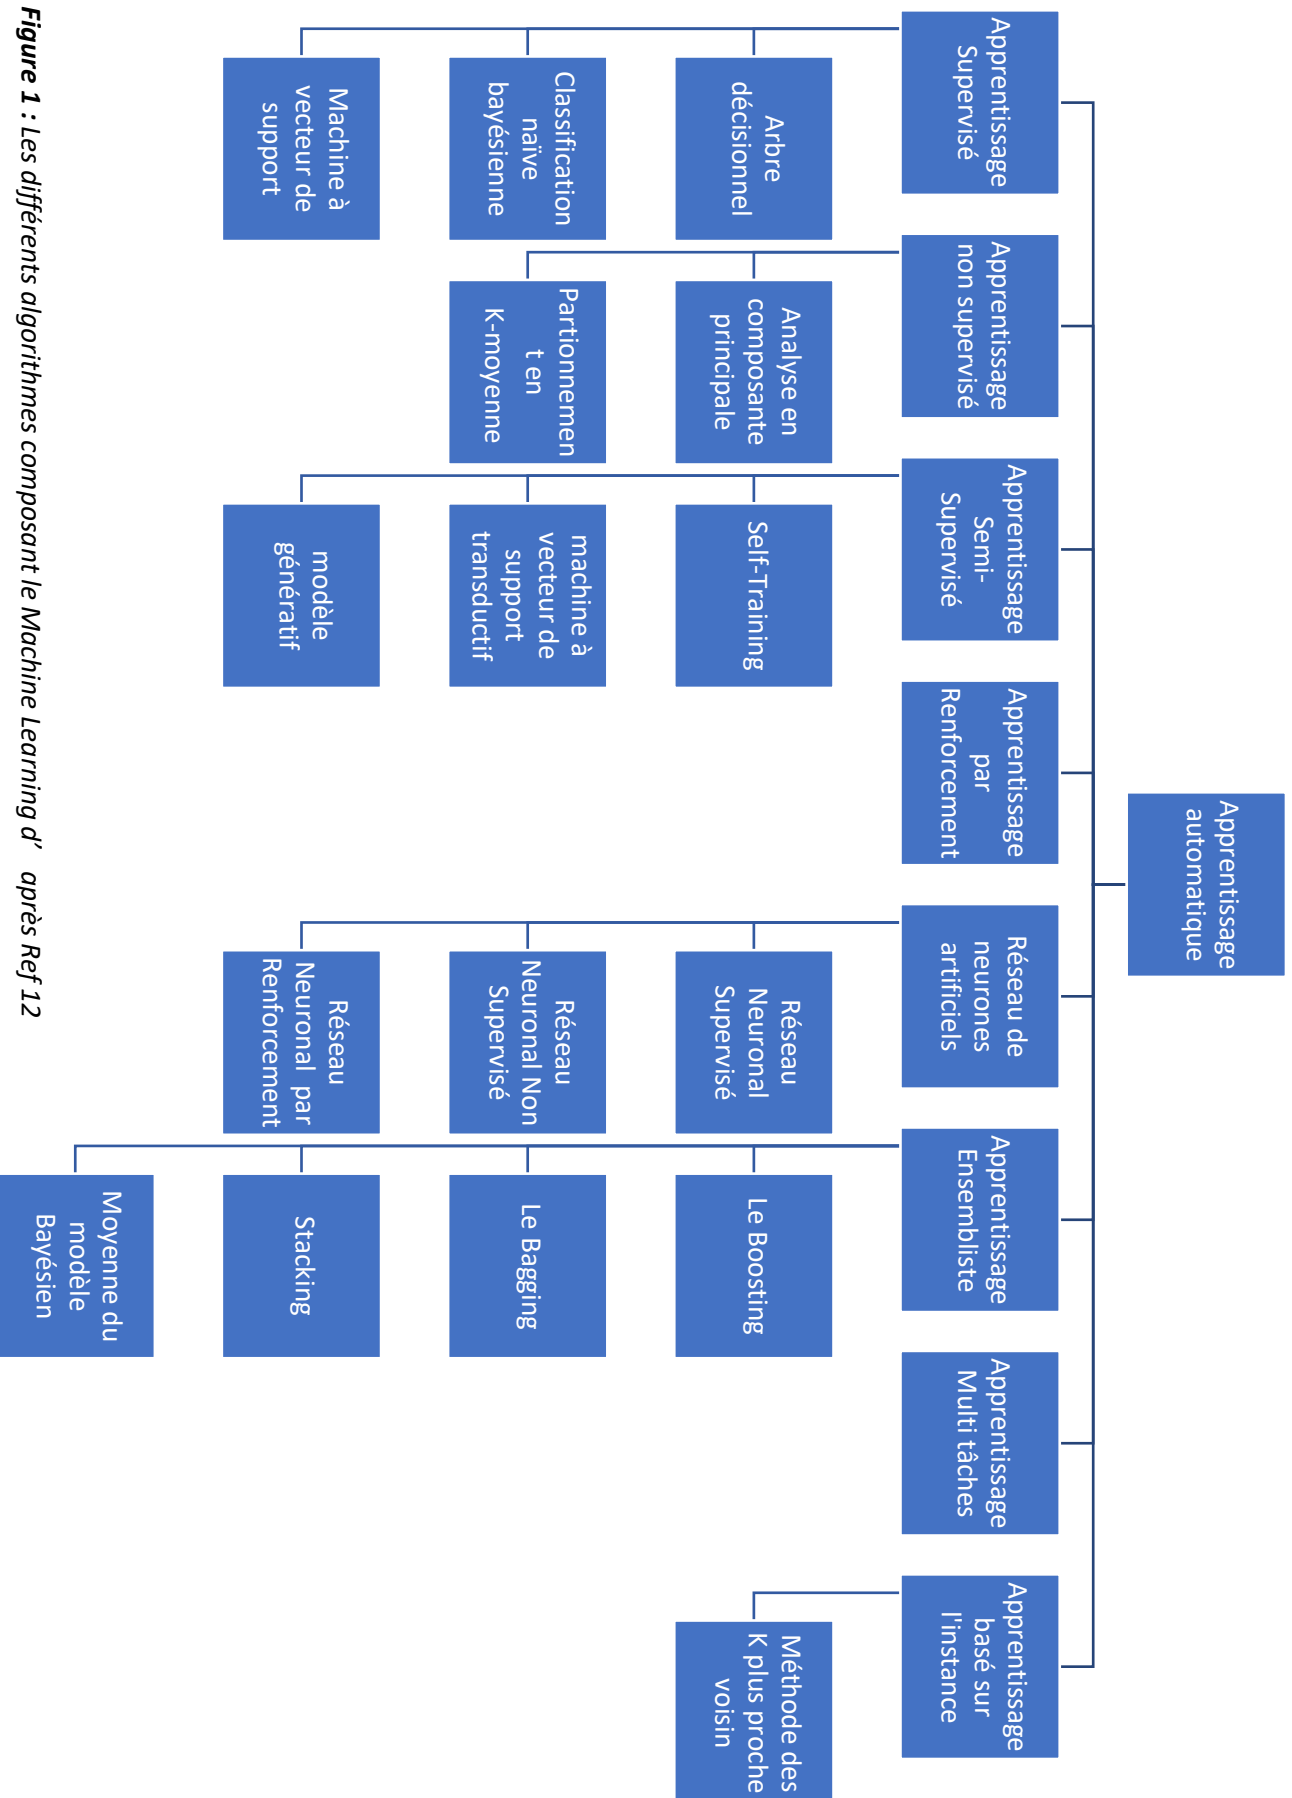 Apprentissage
automatique
Apprentissage
Supervisé
Arbre
décisionnel
Classification
naïve
bayésienne
Machine à
vecteur de
support
Apprentissage
non supervisé
Analyse en
composante
principale
Partionnemen
t en
K-moyenne
Apprentissage
Semi-
Supervisé
Self-Training
machine à
vecteur de
support
transductif
modèle
génératif
Apprentissage
par
Renforcement
Réseau de
neurones
artificiels
Réseau
Neuronal
Supervisé
Réseau
Neuronal Non
Supervisé
Réseau
Neuronal par
Renforcement
Apprentissage
Ensembliste
Le Boosting
Le Bagging
Stacking
Moyenne du
modèle
Bayésien
Apprentissage
Multi tâches
Apprentissage
basé sur
l'instance
Méthode des
K plus proche
voisin
Figure 1 : Les différents algorithmes composant le Machine Learning d’ après Ref 12